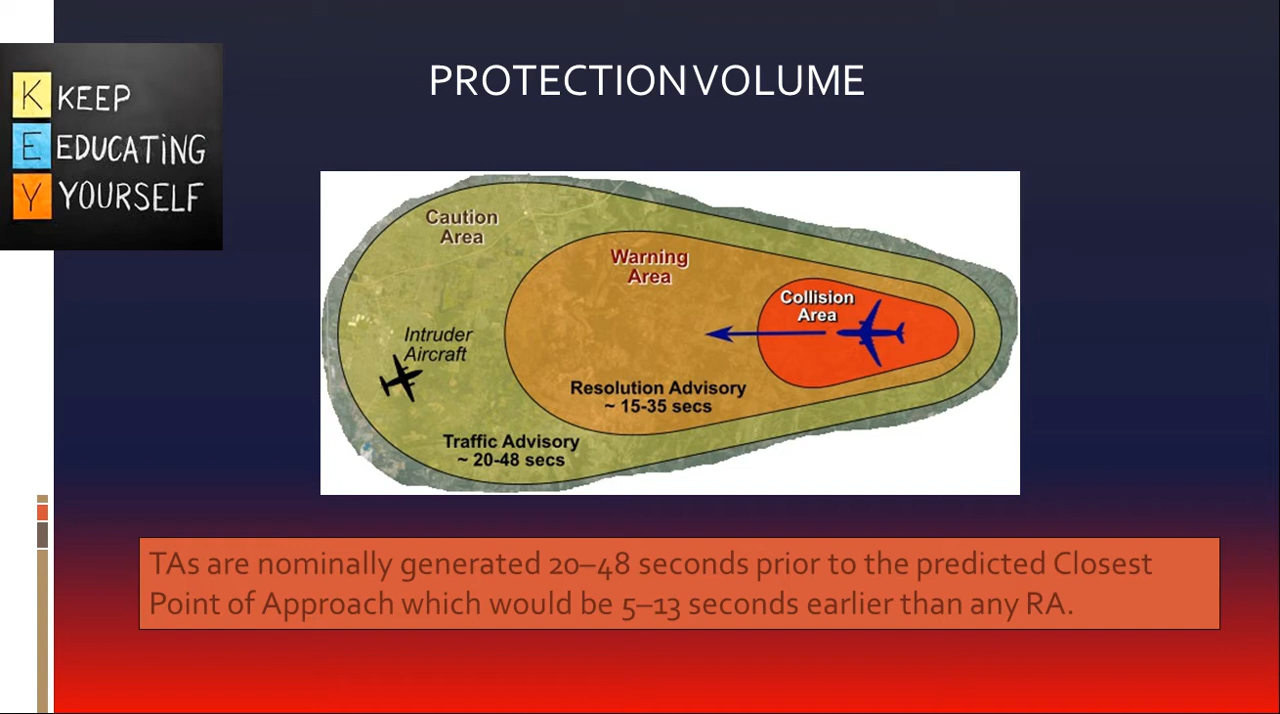 PROTECTION VOLUME
K KEEP
E EDUCATING
Y YOURSELF
Caution
Area
Warning
Area
Collision
Area
Intruder
Aircraft
Resolution Advisory
~ 15-35 secs
Traffic Advisory
~ 20-48 secs
TAs are nominally generated 20–48 seconds prior to the predicted Closest
Point of Approach which would be 5–13 seconds earlier than any RA.